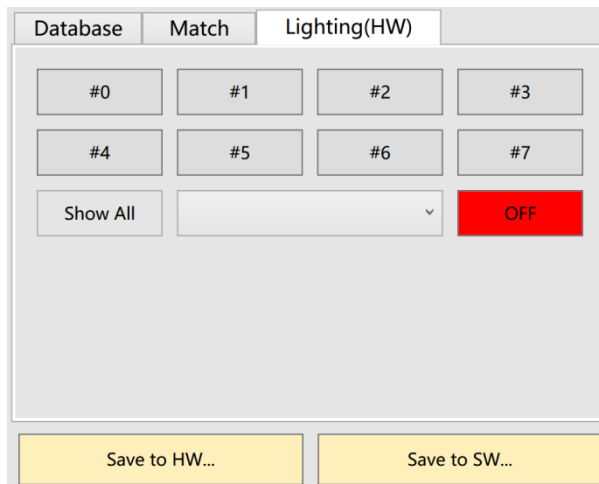 Database Match Lighting(HW)
#0 #1 #2 #3
#4 #5 #6 #7
Show All OFF
Save to HW... Save to SW...